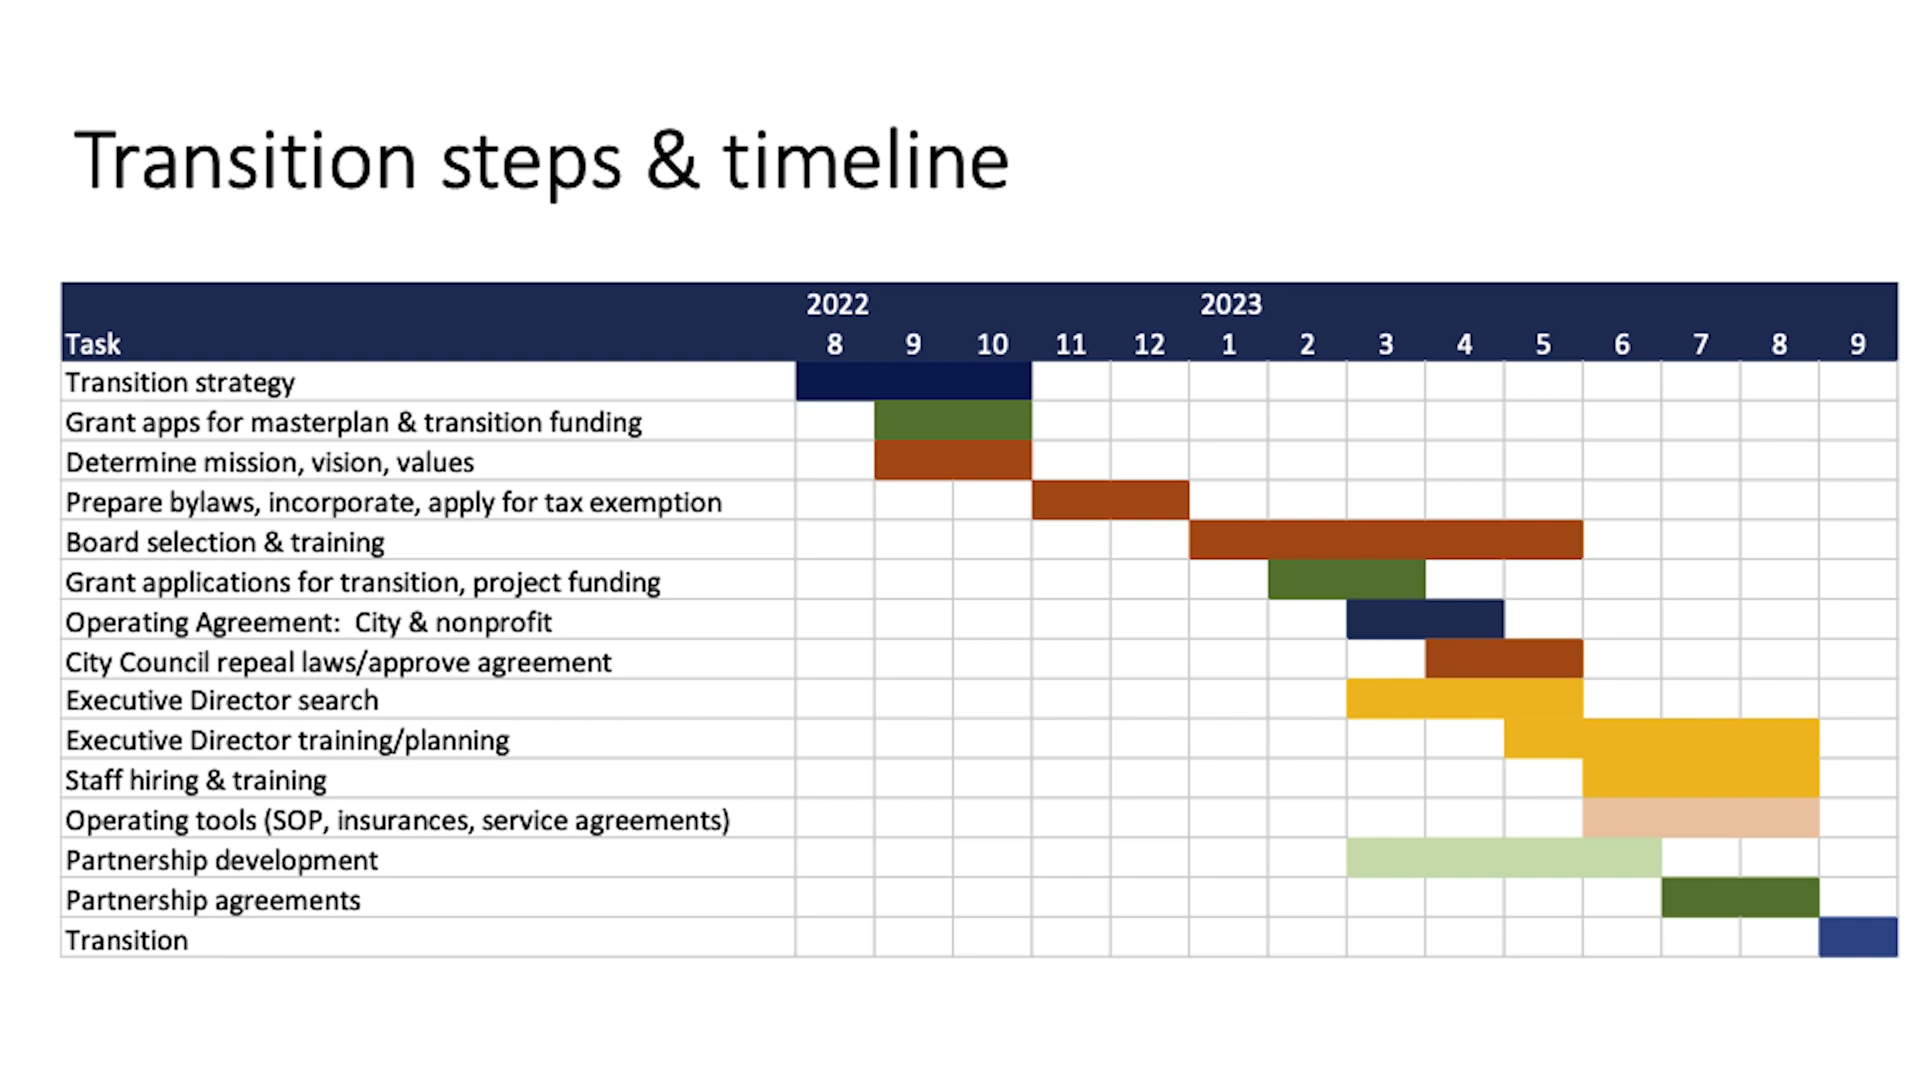 Transition steps & timeline
2022 2023
Task 8 9 10 11 12 1 2 3 4 5 6 7 8 9
Transition strategy
Grant apps for masterplan & transition funding
Determine mission, vision, values
Prepare bylaws, incorporate, apply for tax exemption
Board selection & training
Grant applications for transition, project funding
Operating Agreement:  City & nonprofit
City Council repeal laws/approve agreement
Executive Director search
Executive Director training/planning
Staff hiring & training
Operating tools (SOP, insurances, service agreements)
Partnership development
Partnership agreements
Transition